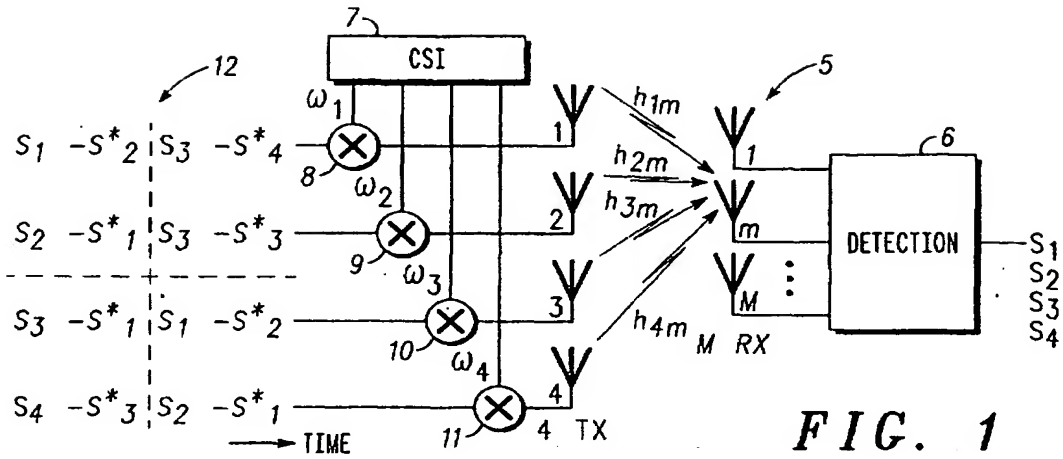 7
CSI
12
5
ω1
h1m
S1 -S*2 S3 -S*4
1
8
ω2
h2m
1
6
S2 -S*1 S3 -S*3
2
h3m
m
DETECTION
S1
9
ω3
S2
S3 -S*1 S1 -S*2
3
M
S3
10
ω4
h4m
M RX
S4
S4 -S*3 S2 -S*1
4
11
4 TX
TIME
FIG. 1